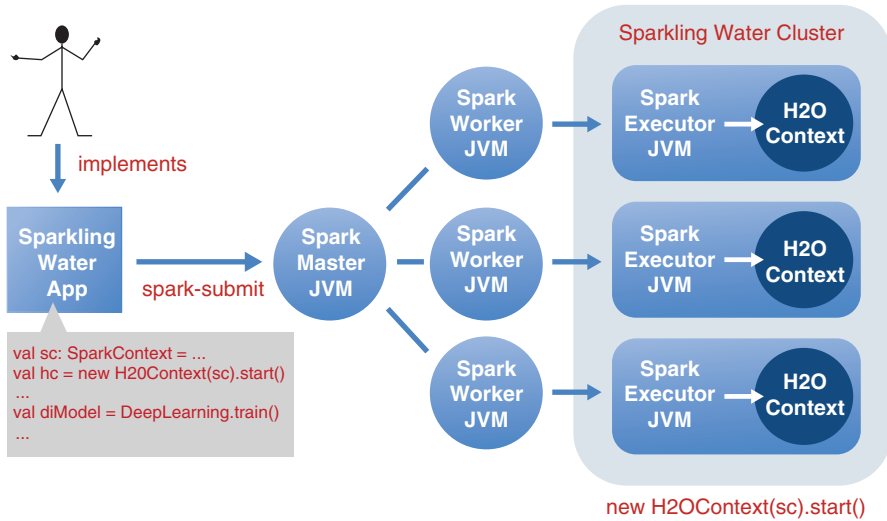 Sparkling Water Cluster
implements
Sparkling
Water
App
spark-submit
val sc: SparkContext = ...
val hc = new H20Context(sc).start()
...
val diModel = DeepLearning.train()
...
Spark
Master
JVM
Spark
Worker
JVM
Spark
Executor
JVM
H2O
Context
Spark
Worker
JVM
Spark
Executor
JVM
H2O
Context
Spark
Worker
JVM
Spark
Executor
JVM
H2O
Context
new H2OContext(sc).start()